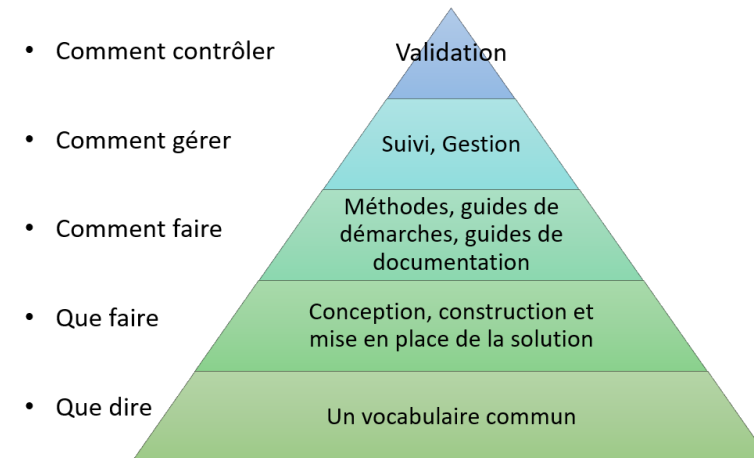 • Comment contrôler
Validation
• Comment gérer
Suivi, Gestion
• Comment faire
Méthodes, guides de
démarches, guides de
documentation
• Que faire
Conception, construction et
mise en place de la solution
• Que dire
Un vocabulaire commun